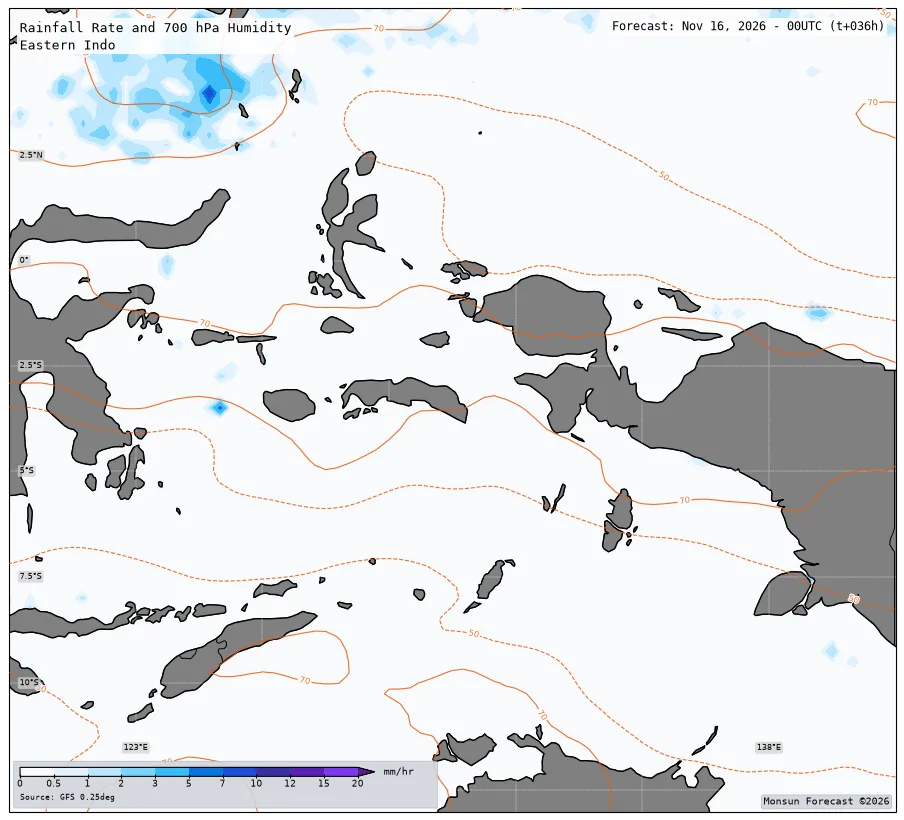 Rainfall Rate and 700 hPa Humidity
Eastern Indo
Forecast: Nov 16, 2026 - 00UTC (t+036h)
70
70
50
2.5°N
0°
70
2.5°S
5°S
70
7.5°S
50
50
70
10°S
70
123°E
138°E
0 0.5 1 2 3 5 7 10 12 15 20 mm/hr
Source: GFS 0.25deg
Monsun Forecast ©2026